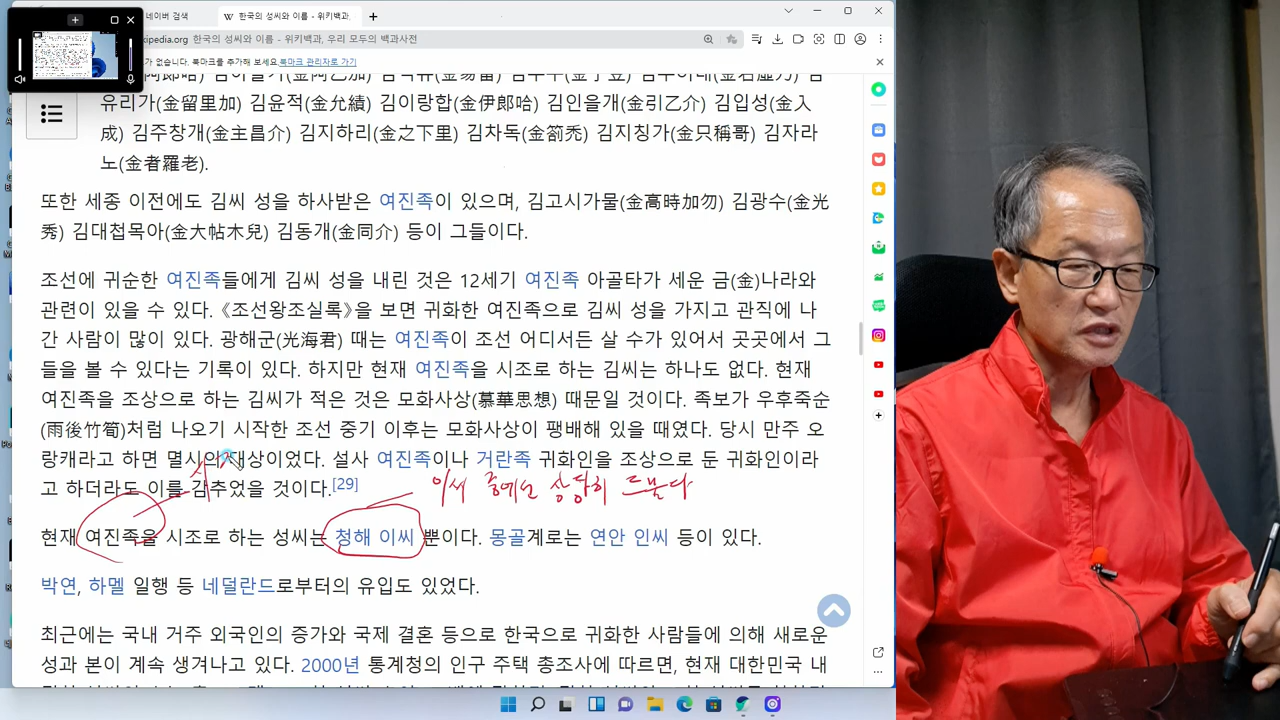 네이버 검색
한국의 성씨와 이름 - 위키백과,
ipedia.org 한국의 성씨와 이름 - 위키백과, 우리 모두의 백과사전
가 없습니다. 북마크를 추가해 보세요. 북마크 관리자로 가기
유리가(金留里加) 김윤적(金允績) 김이랑합(金伊郞哈) 김인을개(金引乙介) 김입성(金入
成) 김주창개(金主昌介) 김지하리(金之下里) 김차독(金箚禿) 김지칭가(金只稱哥) 김자라
노(金者羅老).
또한 세종 이전에도 김씨 성을 하사받은 여진족이 있으며, 김고시가물(金高時加勿) 김광수(金光
秀) 김대첩목아(金大帖木兒) 김동개(金同介) 등이 그들이다.
조선에 귀순한 여진족들에게 김씨 성을 내린 것은 12세기 여진족 아골타가 세운 금(金)나라와
관련이 있을 수 있다. 《조선왕조실록》을 보면 귀화한 여진족으로 김씨 성을 가지고 관직에 나
간 사람이 많이 있다. 광해군(光海君) 때는 여진족이 조선 어디서든 살 수가 있어서 곳곳에서 그
들을 볼 수 있다는 기록이 있다. 하지만 현재 여진족을 시조로 하는 김씨는 하나도 없다. 현재
여진족을 조상으로 하는 김씨가 적은 것은 모화사상(慕華思想) 때문일 것이다. 족보가 우후죽순
(雨後竹筍)처럼 나오기 시작한 조선 중기 이후는 모화사상이 팽배해 있을 때였다. 당시 만주 오
랑캐라고 하면 멸시의 대상이었다. 설사 여진족이나 거란족 귀화인을 조상으로 둔 귀화인이라
고 하더라도 이를 감추었을 것이다.[29]
현재 여진족을 시조로 하는 성씨는 청해 이씨 뿐이다. 몽골계로는 연안 인씨 등이 있다.
박연, 하멜 일행 등 네덜란드로부터의 유입도 있었다.
최근에는 국내 거주 외국인의 증가와 국제 결혼 등으로 한국으로 귀화한 사람들에 의해 새로운
성과 본이 계속 생겨나고 있다. 2000년 통계청의 인구 주택 총조사에 따르면, 현재 대한민국 내